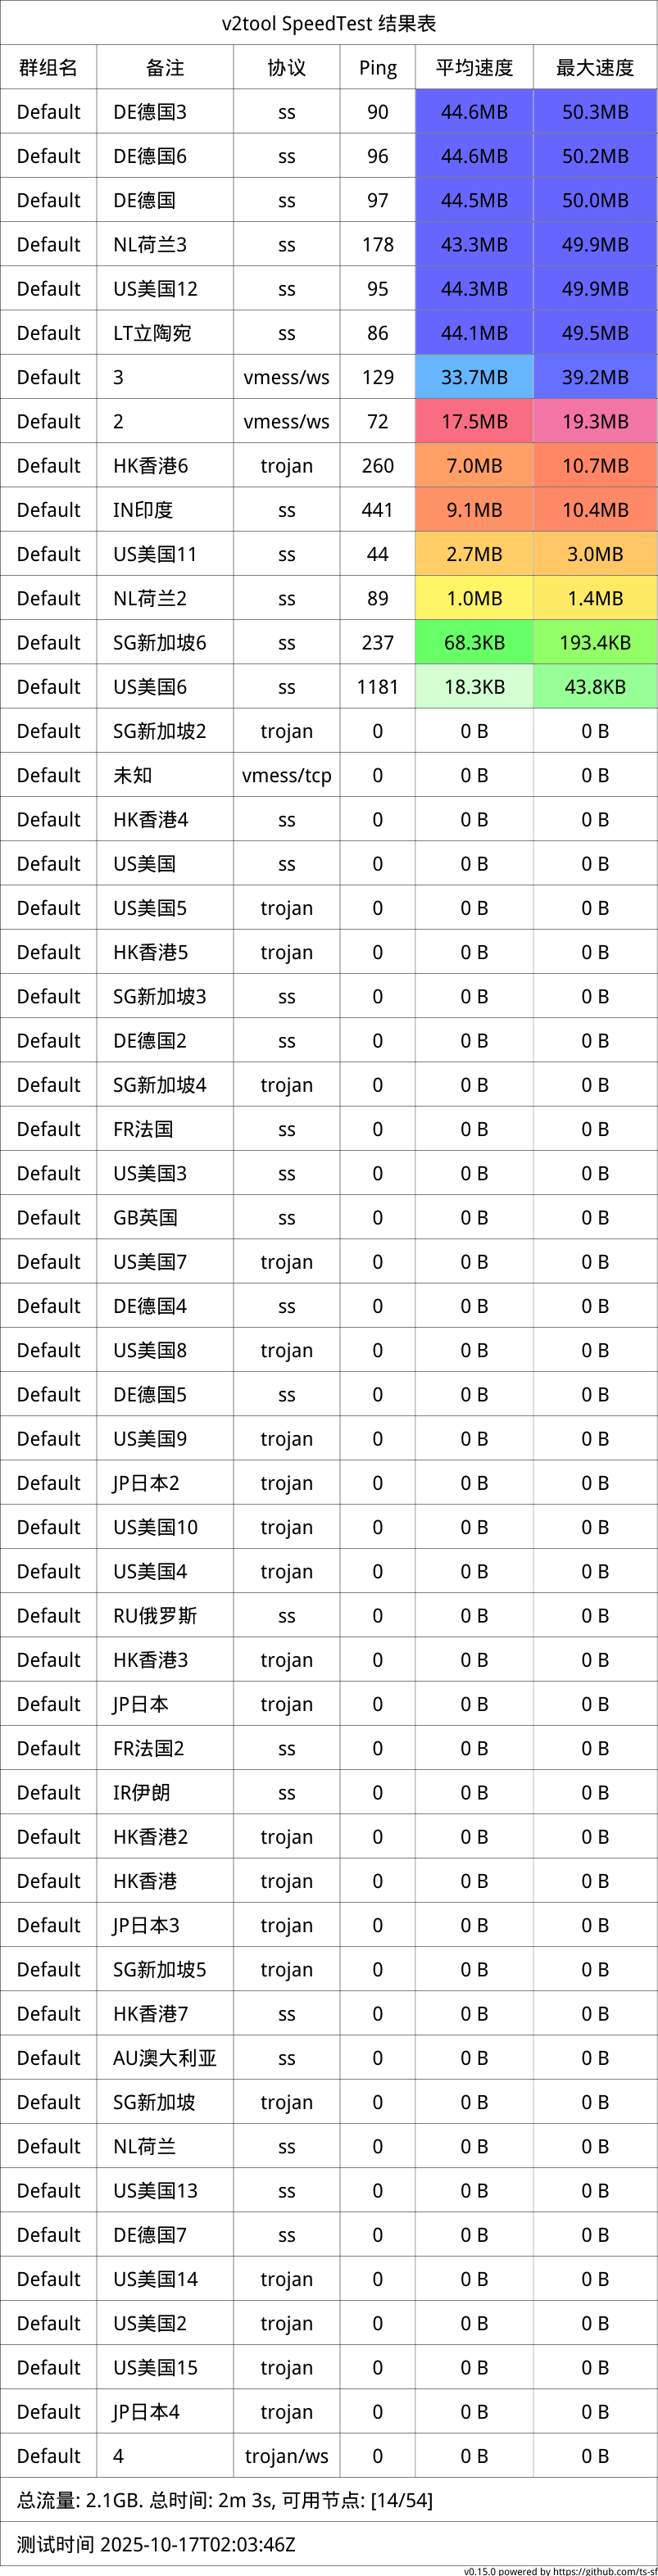 v2tool SpeedTest 结果表
群组名 备注 协议 Ping 平均速度 最大速度
Default DE德国3 ss 90 44.6MB 50.3MB
Default DE德国6 ss 96 44.6MB 50.2MB
Default DE德国 ss 97 44.5MB 50.0MB
Default NL荷兰3 ss 178 43.3MB 49.9MB
Default US美国12 ss 95 44.3MB 49.9MB
Default LT立陶宛 ss 86 44.1MB 49.5MB
Default 3 vmess/ws 129 33.7MB 39.2MB
Default 2 vmess/ws 72 17.5MB 19.3MB
Default HK香港6 trojan 260 7.0MB 10.7MB
Default IN印度 ss 441 9.1MB 10.4MB
Default US美国11 ss 44 2.7MB 3.0MB
Default NL荷兰2 ss 89 1.0MB 1.4MB
Default SG新加坡6 ss 237 68.3KB 193.4KB
Default US美国6 ss 1181 18.3KB 43.8KB
Default SG新加坡2 trojan 0 0 B 0 B
Default 未知 vmess/tcp 0 0 B 0 B
Default HK香港4 ss 0 0 B 0 B
Default US美国 ss 0 0 B 0 B
Default US美国5 trojan 0 0 B 0 B
Default HK香港5 trojan 0 0 B 0 B
Default SG新加坡3 ss 0 0 B 0 B
Default DE德国2 ss 0 0 B 0 B
Default SG新加坡4 trojan 0 0 B 0 B
Default FR法国 ss 0 0 B 0 B
Default US美国3 ss 0 0 B 0 B
Default GB英国 ss 0 0 B 0 B
Default US美国7 trojan 0 0 B 0 B
Default DE德国4 ss 0 0 B 0 B
Default US美国8 trojan 0 0 B 0 B
Default DE德国5 ss 0 0 B 0 B
Default US美国9 trojan 0 0 B 0 B
Default JP日本2 trojan 0 0 B 0 B
Default US美国10 trojan 0 0 B 0 B
Default US美国4 trojan 0 0 B 0 B
Default RU俄罗斯 ss 0 0 B 0 B
Default HK香港3 trojan 0 0 B 0 B
Default JP日本 trojan 0 0 B 0 B
Default FR法国2 ss 0 0 B 0 B
Default IR伊朗 ss 0 0 B 0 B
Default HK香港2 trojan 0 0 B 0 B
Default HK香港 trojan 0 0 B 0 B
Default JP日本3 trojan 0 0 B 0 B
Default SG新加坡5 trojan 0 0 B 0 B
Default HK香港7 ss 0 0 B 0 B
Default AU澳大利亚 ss 0 0 B 0 B
Default SG新加坡 trojan 0 0 B 0 B
Default NL荷兰 ss 0 0 B 0 B
Default US美国13 ss 0 0 B 0 B
Default DE德国7 ss 0 0 B 0 B
Default US美国14 trojan 0 0 B 0 B
Default US美国2 trojan 0 0 B 0 B
Default US美国15 trojan 0 0 B 0 B
Default JP日本4 trojan 0 0 B 0 B
Default 4 trojan/ws 0 0 B 0 B
总流量: 2.1GB. 总时间: 2m 3s, 可用节点: [14/54]
测试时间 2025-10-17T02:03:46Z
v0.15.0 powered by https://github.com/ts-sf